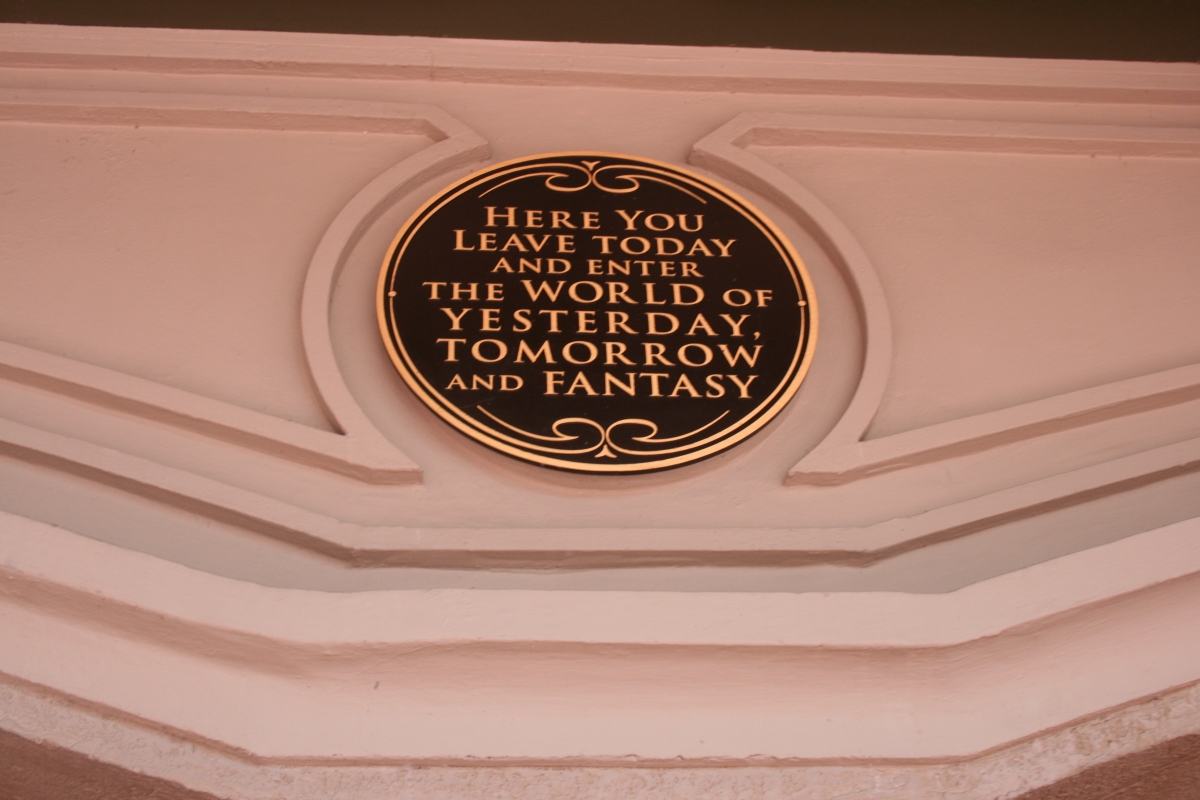 HERE YOU
LEAVE TODAY
AND ENTER
THE WORLD OF
YESTERDAY,
TOMORROW
AND FANTASY